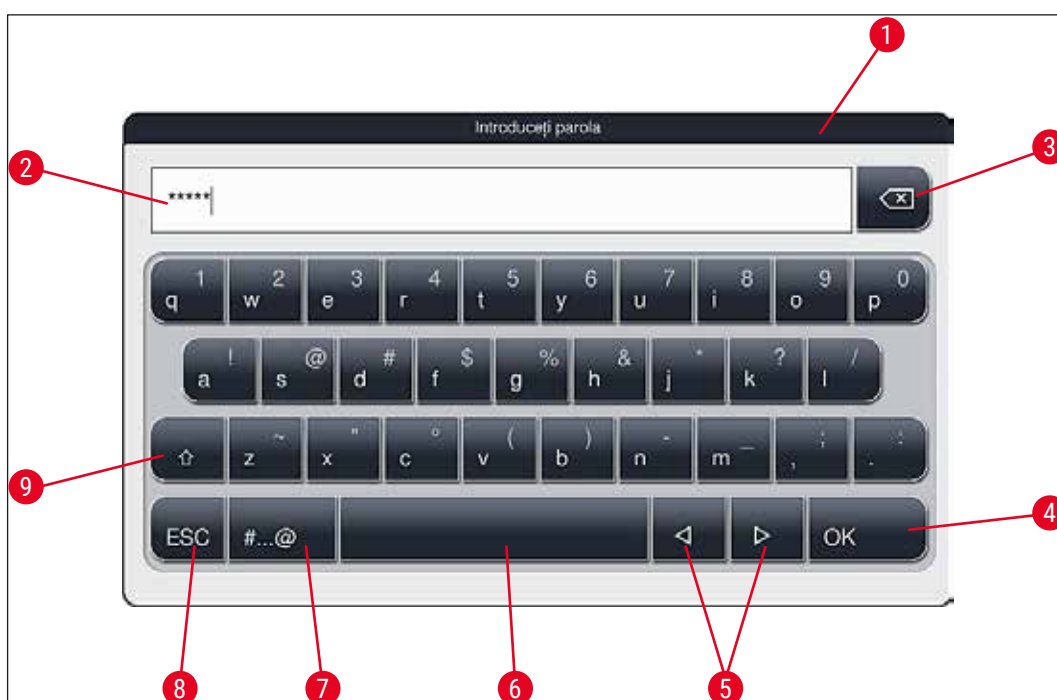 1
Introduceți parola
2
*****
3
1 2 3 4 5 6 7 8 9 0
q w e r t y u i o p
! @ # $ % & * ? /
a s d f g h j k l
~ " ° ( ) - _ ; :
z x c v b n m , .
9
ESC #...@ OK
4
8 7 6 5